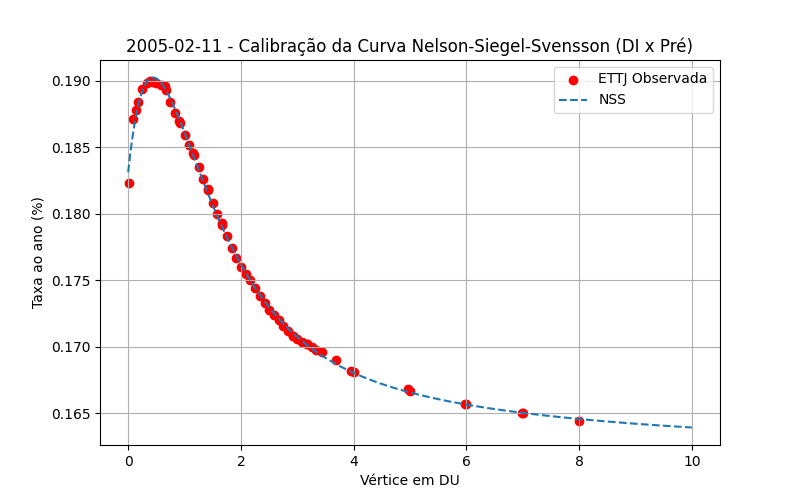 2005-02-11 - Calibração da Curva Nelson-Siegel-Svensson (DI x Pré)
ETTJ Observada
NSS
Taxa ao ano (%)
0.190
0.185
0.180
0.175
0.170
0.165
0 2 4 6 8 10
Vértice em DU